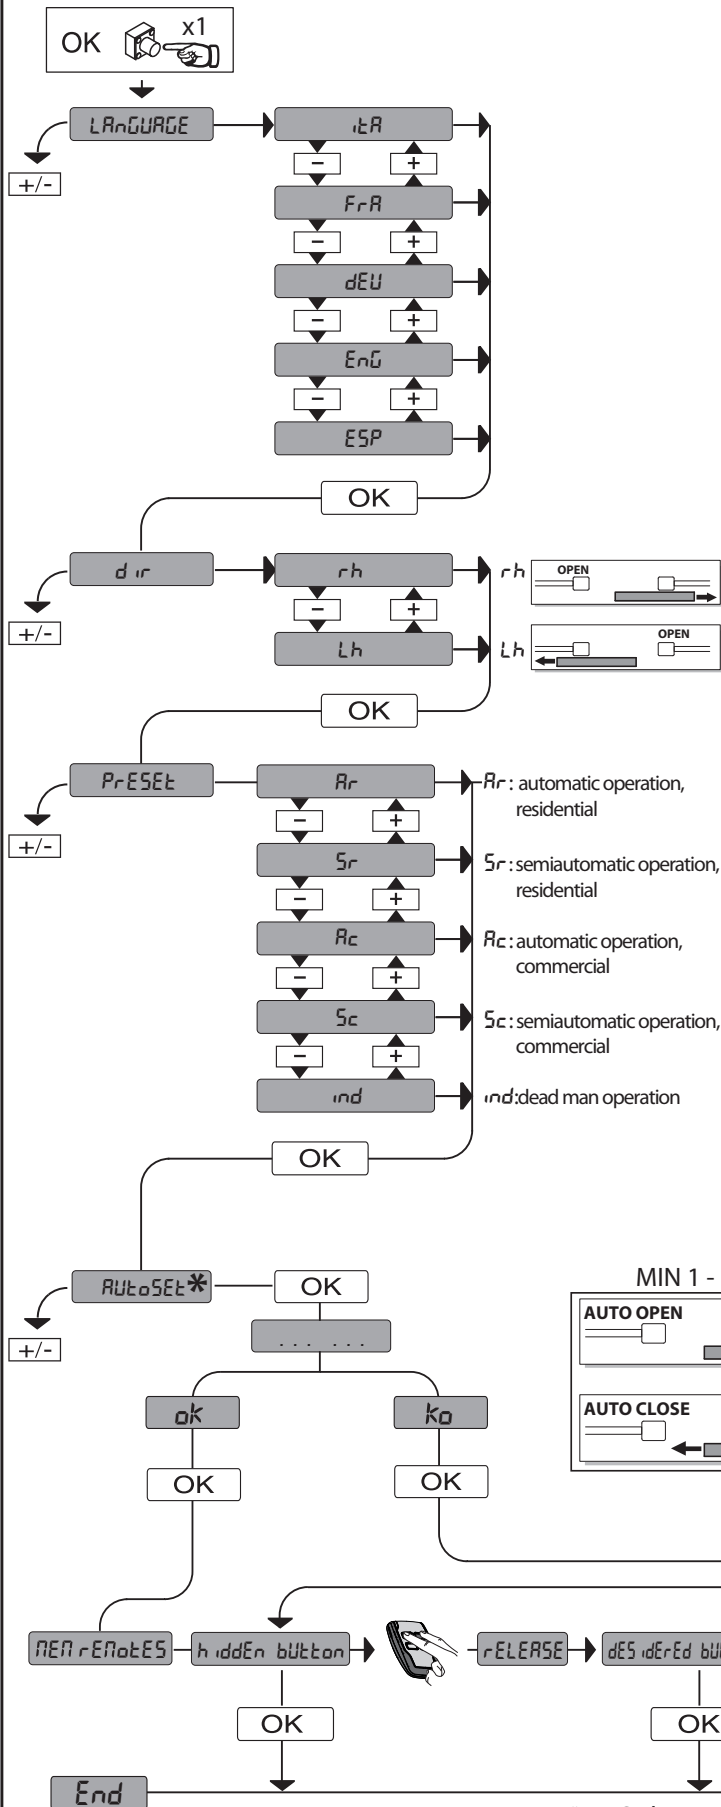 OK x1
LAnGUAGE
itA
+/-
- +
FrA
- +
dEU
- +
EnG
- +
ESP
OK
dir
rh
rh
OPEN
+/-
- +
Lh
Lh
OPEN
OK
PrESEt
Ar
Ar: automatic operation,
residential
+/-
- +
Sr
Sr: semiautomatic operation,
residential
- +
Ac
Ac: automatic operation,
commercial
- +
Sc
Sc: semiautomatic operation,
commercial
- +
ind
ind: dead man operation
OK
AUtoSEt*
OK
+/-
... ...
MIN 1 -
AUTO OPEN
AUTO CLOSE
ok
ko
OK
OK
MEM rEMotES
hiddEn bUtton
rELEASE
dESidErEd
OK
OK
End